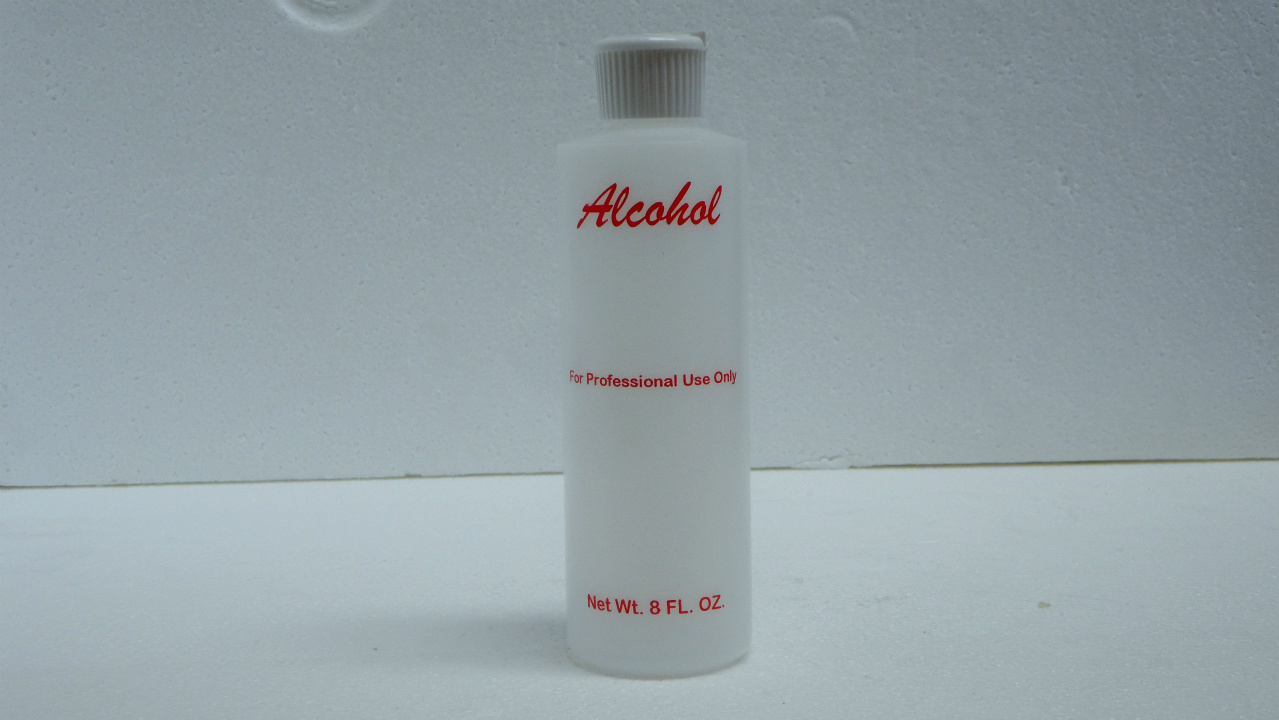 Alcohol
For Professional Use Only
Net Wt. 8 FL. OZ.